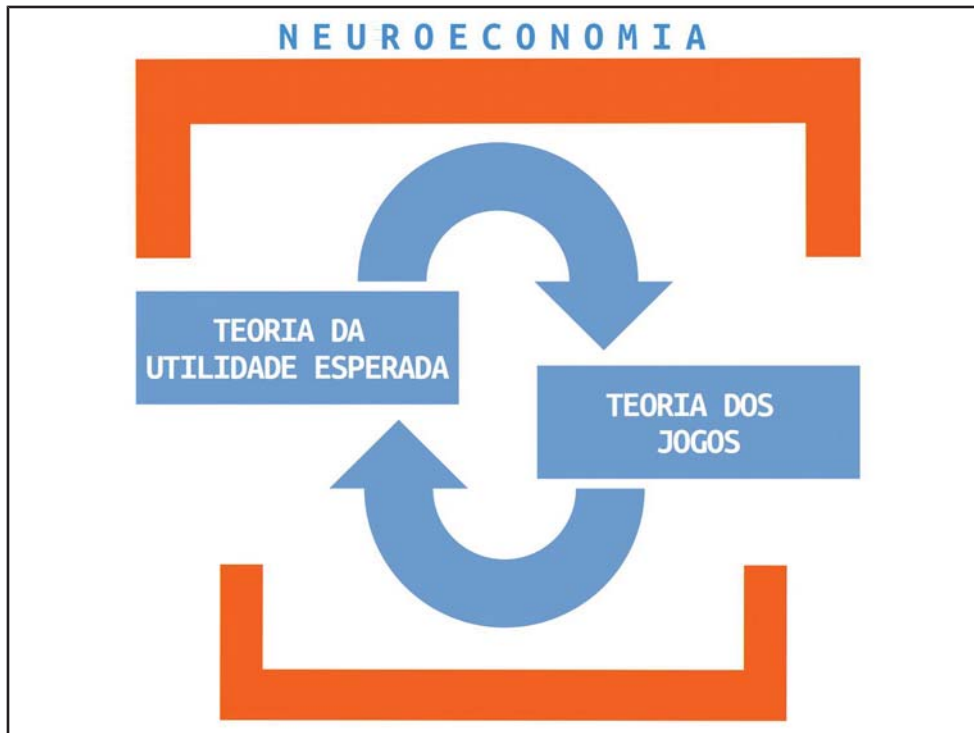 NEUROECONOMIA
TEORIA DA
UTILIDADE ESPERADA
TEORIA DOS
JOGOS